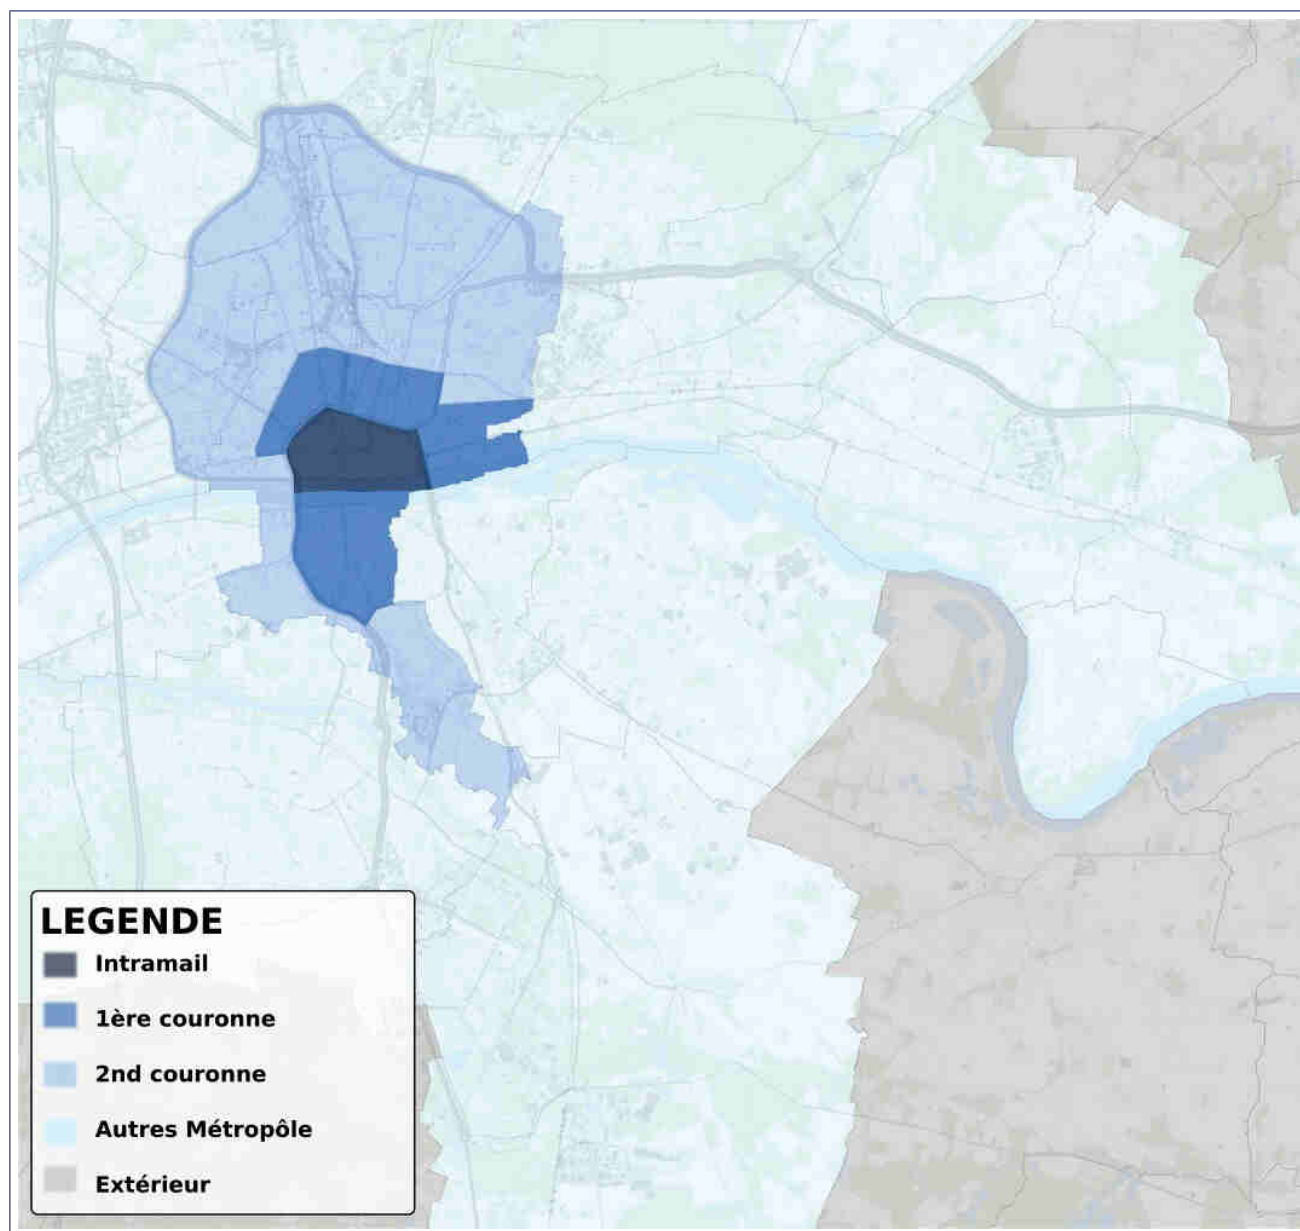 LEGENDE
Intramail
1ère couronne
2nd couronne
Autres Métropôle
Extérieur